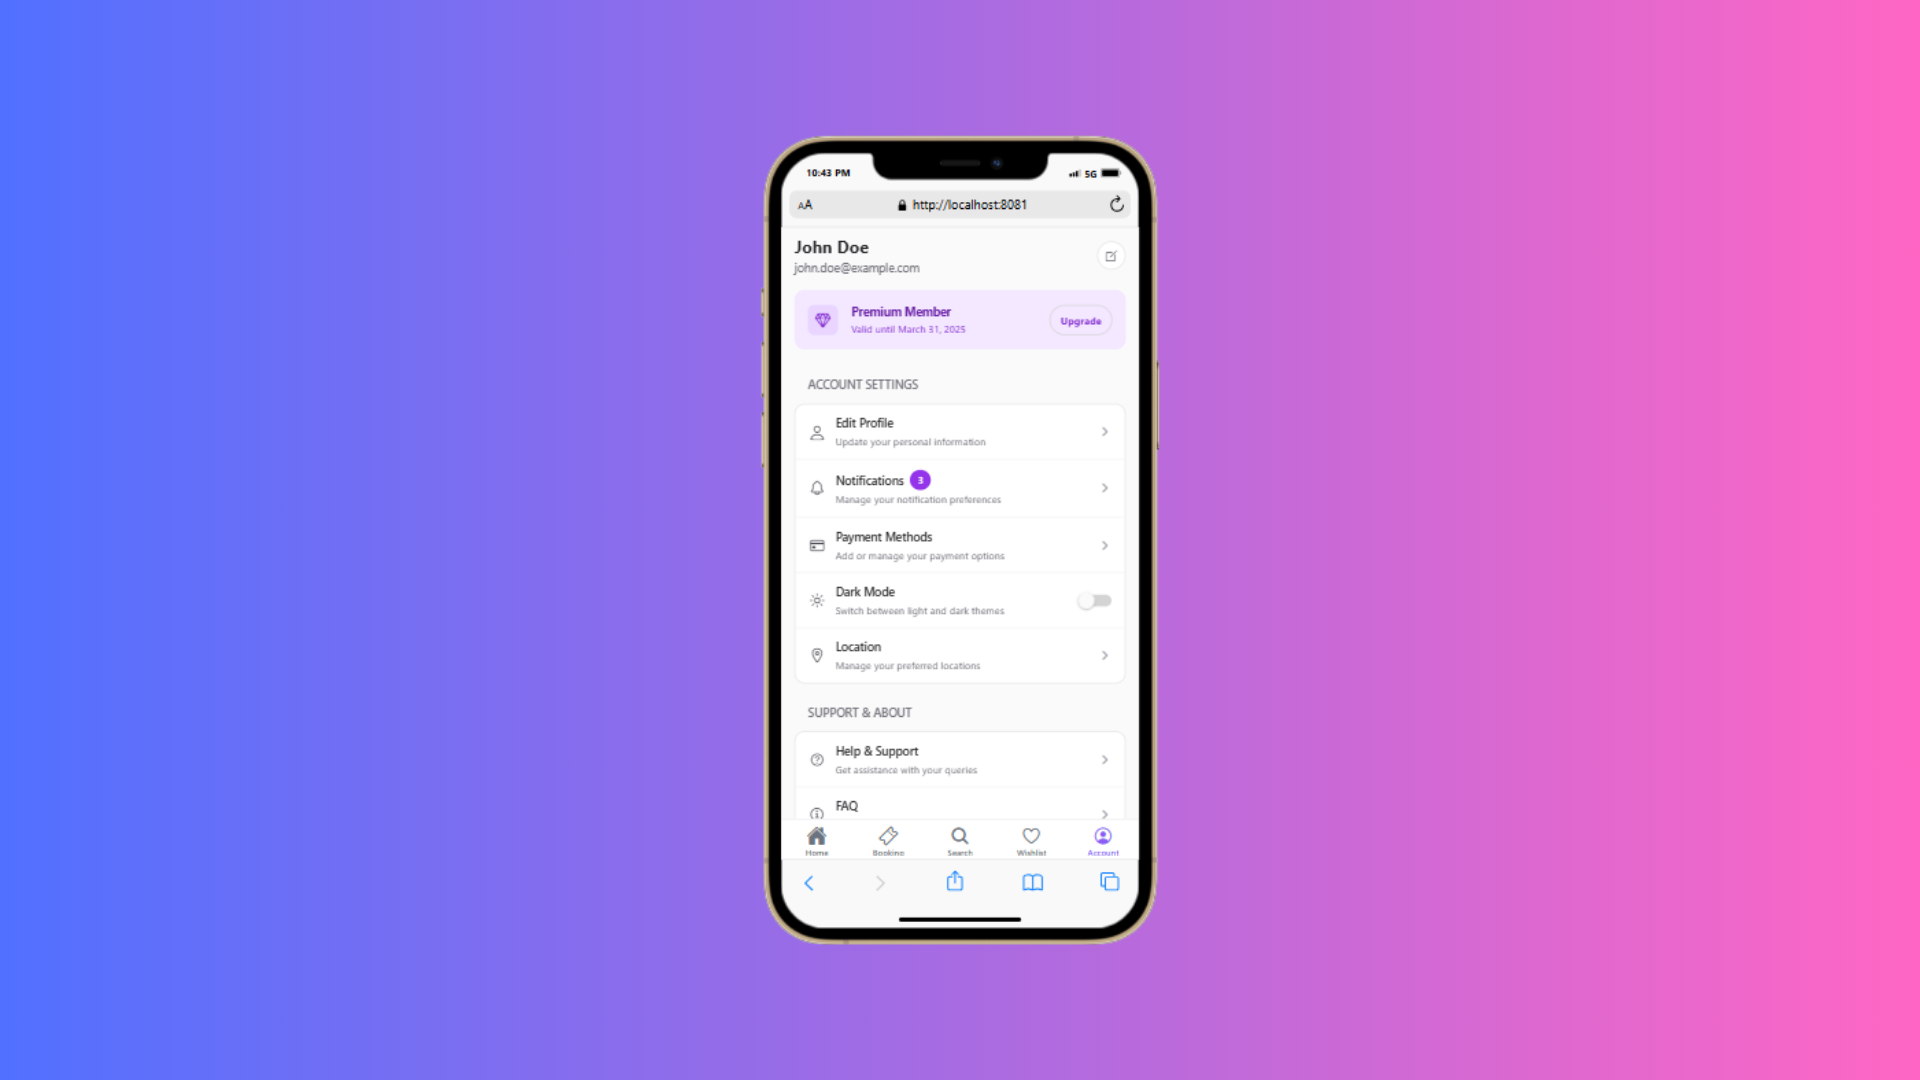 10:43 PM
5G
AA
http://localhost:8081
John Doe
john.doe@example.com
Premium Member
Valid until March 31, 2025
Upgrade
ACCOUNT SETTINGS
Edit Profile
Update your personal information
Notifications 3
Manage your notification preferences
Payment Methods
Add or manage your payment options
Dark Mode
Switch between light and dark themes
Location
Manage your preferred locations
SUPPORT & ABOUT
Help & Support
Get assistance with your queries
FAQ
Home
Booking
Search
Wishlist
Account